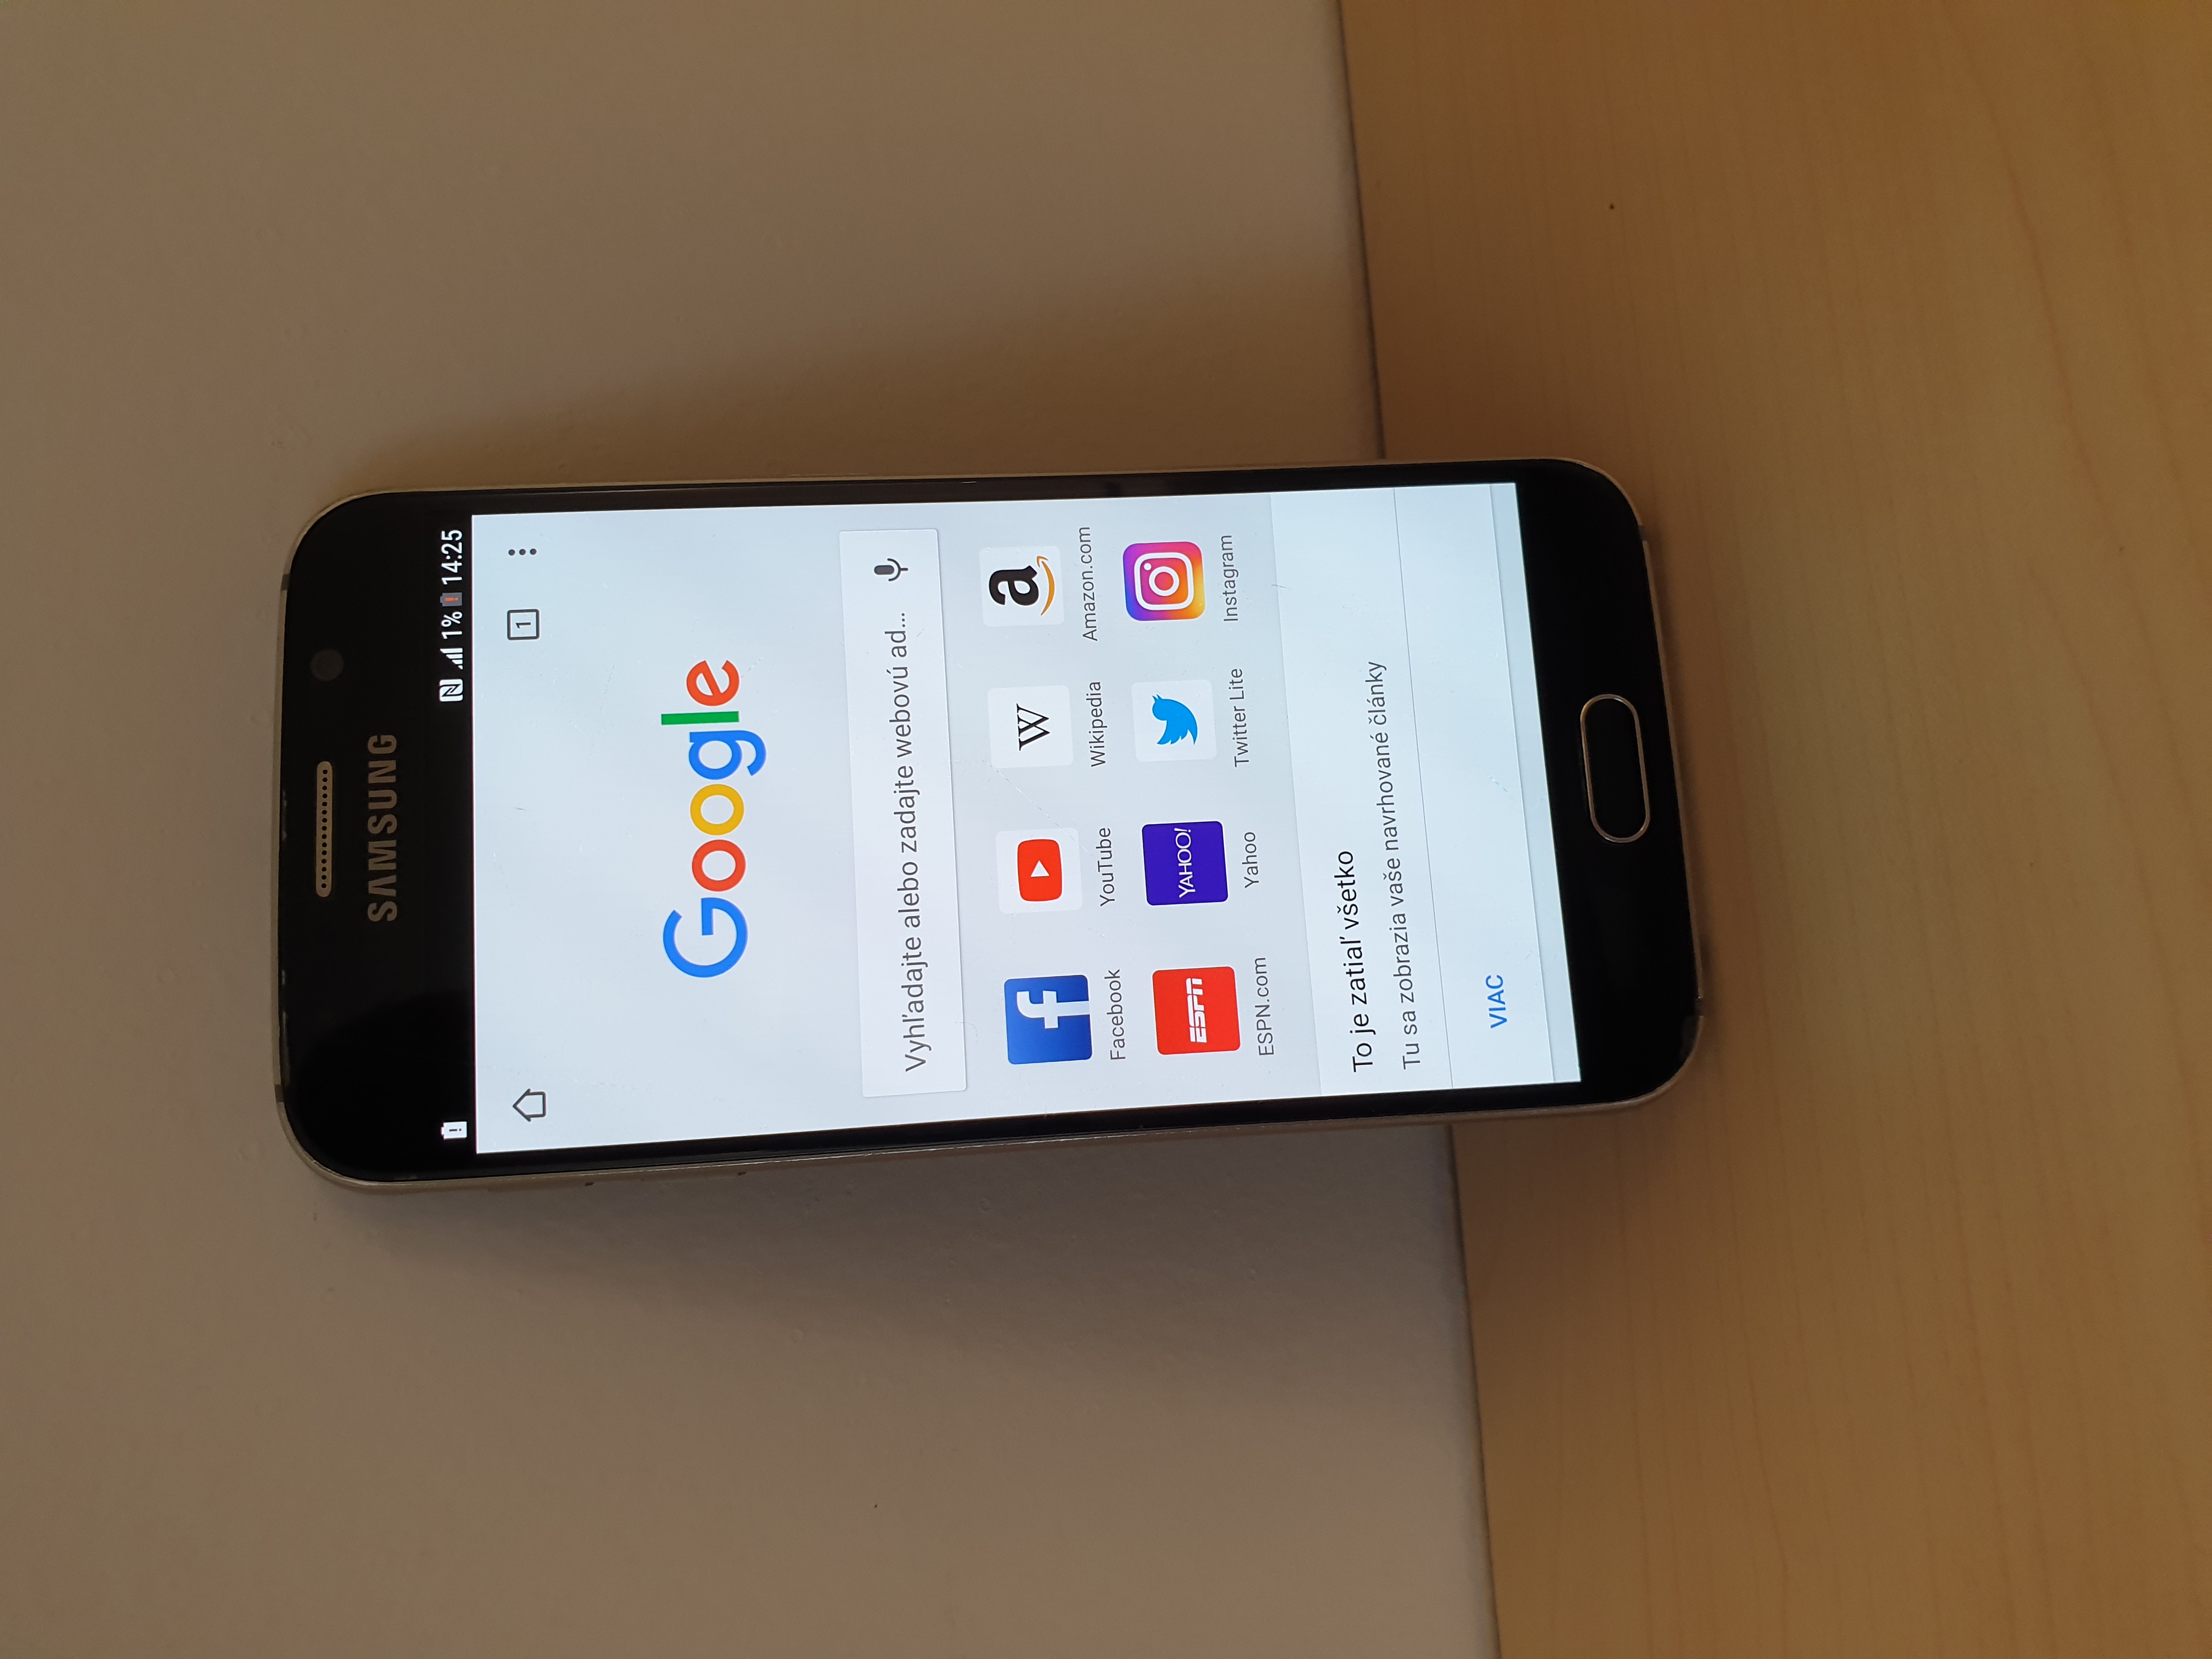 SAMSUNG
1% 14:25
1
Google
Vyhľadajte alebo zadajte webovú ad...
f W a
Facebook YouTube Wikipedia Amazon.com
ESPN YAHOO!
ESPN.com Yahoo Twitter Lite Instagram
To je zatiaľ všetko
Tu sa zobrazia vaše navrhované články
VIAC